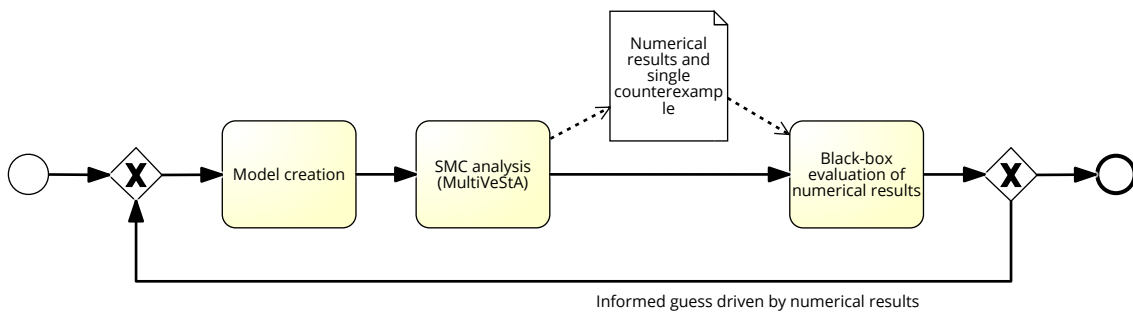 Numerical
results and
single
counterexamp
le
Model creation
SMC analysis
(MultiVeStA)
Black-box
evaluation of
numerical results
X
X
Informed guess driven by numerical results